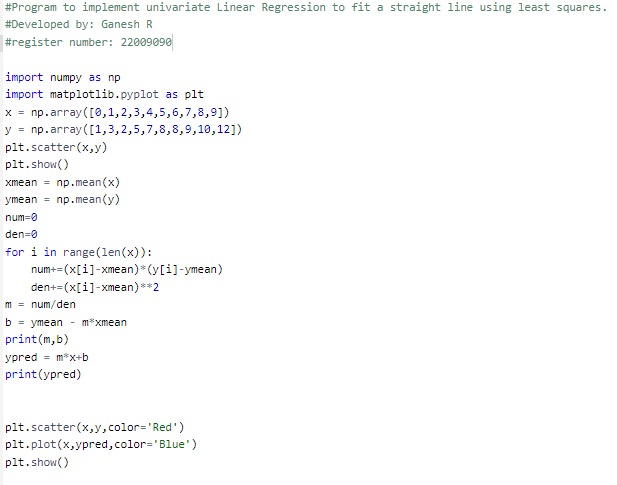 #Program to implement univariate Linear Regression to fit a straight line using least squares.
#Developed by: Ganesh R
#register number: 22009090
import numpy as np
import matplotlib.pyplot as plt
x = np.array([0,1,2,3,4,5,6,7,8,9])
y = np.array([1,3,2,5,7,8,8,9,10,12])
plt.scatter(x,y)
plt.show()
xmean = np.mean(x)
ymean = np.mean(y)
num=0
den=0
for i in range(len(x)):
    num+=(x[i]-xmean)*(y[i]-ymean)
    den+=(x[i]-xmean)**2
m = num/den
b = ymean - m*xmean
print(m,b)
ypred = m*x+b
print(ypred)
plt.scatter(x,y,color='Red')
plt.plot(x,ypred,color='Blue')
plt.show()